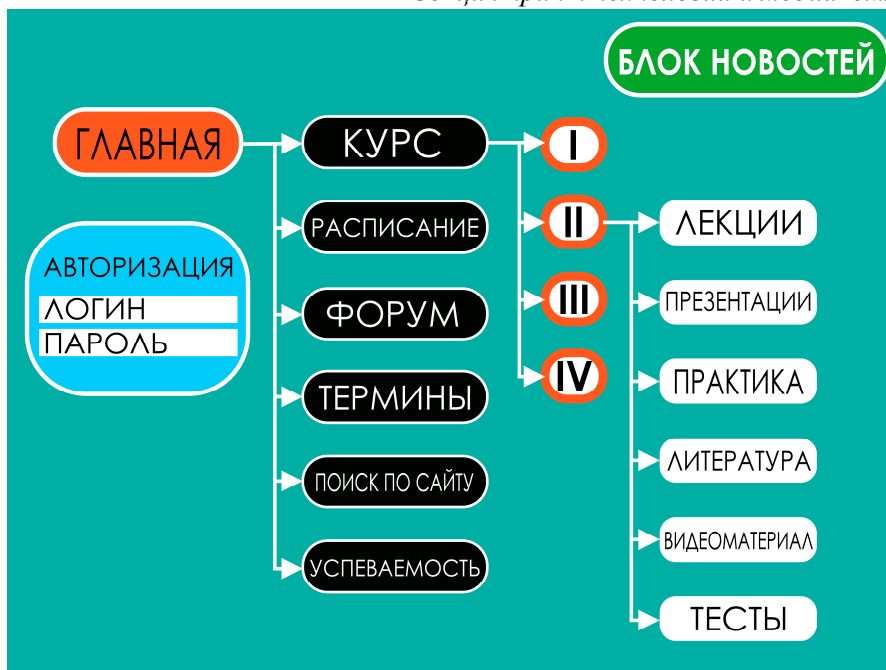 БЛОК НОВОСТЕЙ
ГЛАВНАЯ
АВТОРИЗАЦИЯ
ЛОГИН
ПАРОЛЬ
КУРС
РАСПИСАНИЕ
ФОРУМ
ТЕРМИНЫ
ПОИСК ПО САЙТУ
УСПЕВАЕМОСТЬ
I
II
III
IV
ЛЕКЦИИ
ПРЕЗЕНТАЦИИ
ПРАКТИКА
ЛИТЕРАТУРА
ВИДЕОМАТЕРИАЛ
ТЕСТЫ